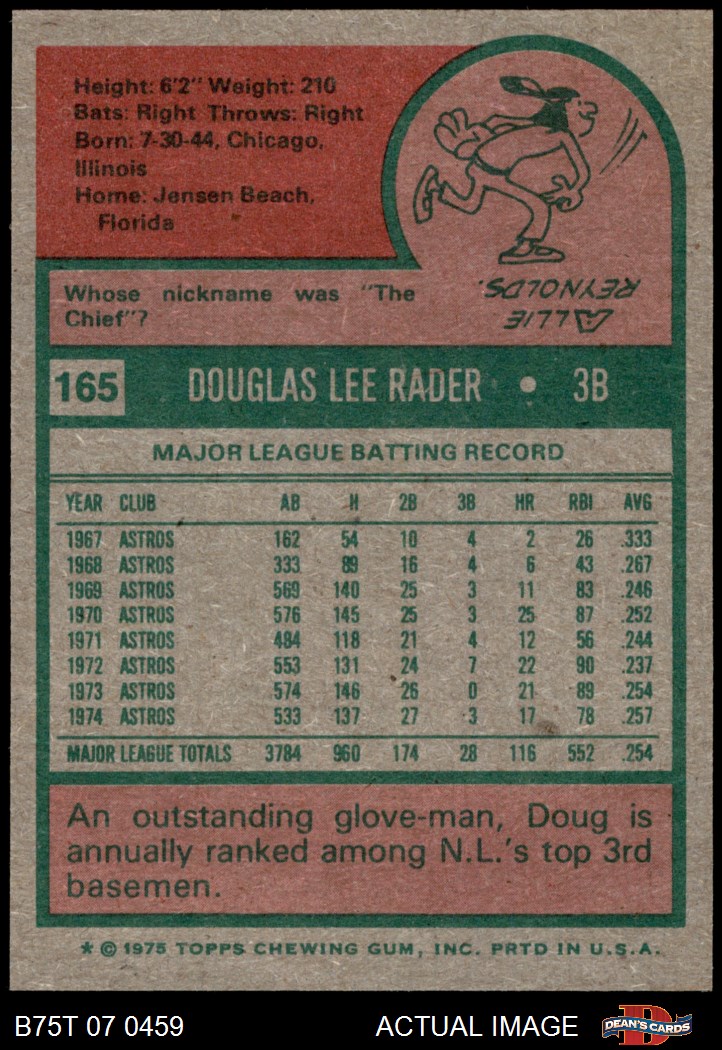 Height: 6'2" Weight: 210
Bats: Right Throws: Right
Born: 7-30-44, Chicago,
Illinois
Home: Jensen Beach,
Florida
Whose nickname was "The
Chief"?
ALLIE
REYNOLDS.
165 DOUGLAS LEE RADER • 3B
MAJOR LEAGUE BATTING RECORD
YEAR CLUB AB H 2B 3B HR RBI AVG
1967 ASTROS 162 54 10 4 2 26 .333
1968 ASTROS 333 89 16 4 6 43 .267
1969 ASTROS 569 140 25 3 11 83 .246
1970 ASTROS 576 145 25 3 25 87 .252
1971 ASTROS 484 118 21 4 12 56 .244
1972 ASTROS 553 131 24 7 22 90 .237
1973 ASTROS 574 146 26 0 21 89 .254
1974 ASTROS 533 137 27 3 17 78 .257
MAJOR LEAGUE TOTALS 3784 960 174 28 116 552 .254
An outstanding glove-man, Doug is
annually ranked among N.L.'s top 3rd
basemen.
* © 1975 TOPPS CHEWING GUM, INC. PRTD IN U.S.A.
B75T 07 0459 ACTUAL IMAGE D DEAN'S CARDS